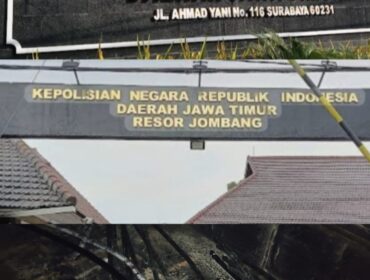 JL. AHMAD YANI No. 116 SURABAYA 60231
KEPOLISIAN NEGARA REPUBLIK INDONESIA
DAERAH JAWA TIMUR
RESOR JOMBANG